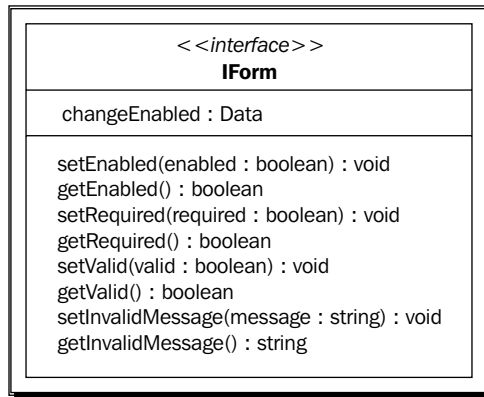 <<interface>>
IForm
changeEnabled : Data
setEnabled(enabled : boolean) : void
getEnabled() : boolean
setRequired(required : boolean) : void
getRequired() : boolean
setValid(valid : boolean) : void
getValid() : boolean
setInvalidMessage(message : string) : void
getInvalidMessage() : string